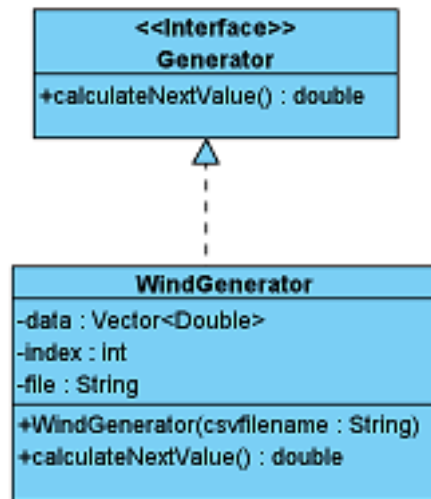 <<Interface>>
Generator
+calculateNextValue() : double
WindGenerator
-data : Vector<Double>
-index : int
-file : String
+WindGenerator(csvfilename : String)
+calculateNextValue() : double